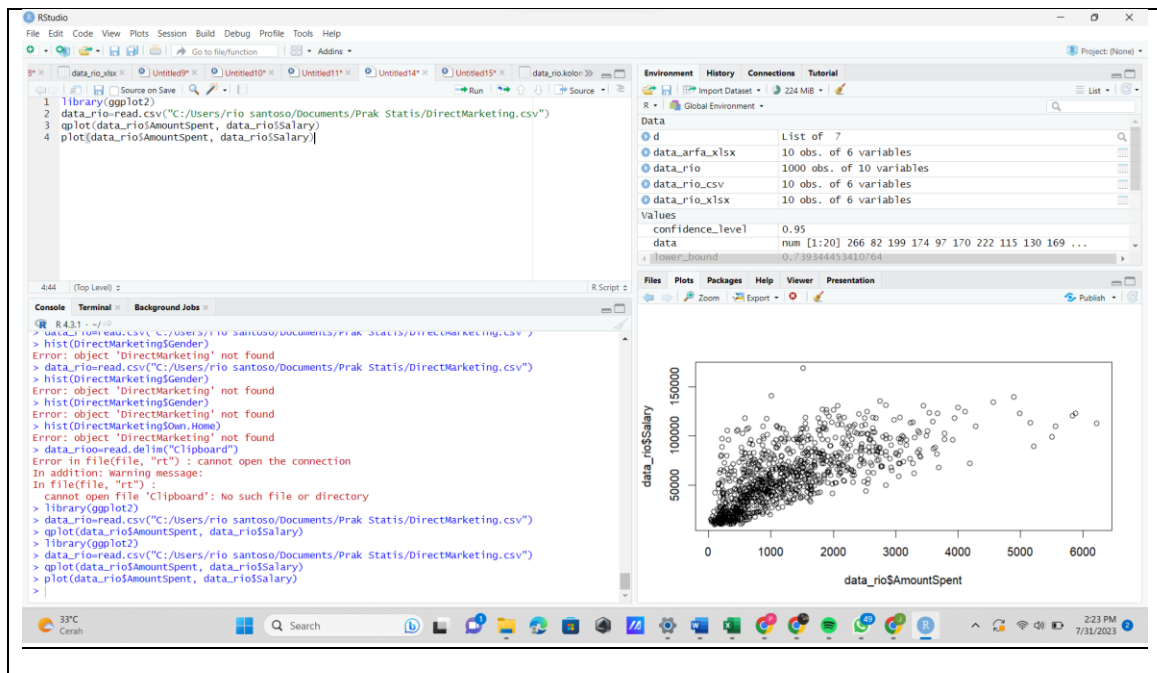 RStudio
File Edit Code View Plots Session Build Debug Profile Tools Help
Go to file/function Addins
Project: (None)
data_rio_xlsx Untitled9* Untitled10* Untitled11* Untitled14* Untitled15* data_rio.kolor
Source on Save Run Source
1 library(ggplot2)
2 data_rio=read.csv("C:/Users/rio santoso/Documents/Prak Statis/DirectMarketing.csv")
3 qplot(data_rio$AmountSpent, data_rio$Salary)
4 plot(data_rio$AmountSpent, data_rio$Salary)
4:44 (Top Level) R Script
Console Terminal Background Jobs
R 4.3.1 · ~/
> data_rio=read.csv("C:/Users/rio santoso/Documents/Prak Statis/DirectMarketing.csv")
> hist(DirectMarketing$Gender)
Error: object 'DirectMarketing' not found
> data_rio=read.csv("C:/Users/rio santoso/Documents/Prak Statis/DirectMarketing.csv")
> hist(DirectMarketing$Gender)
Error: object 'DirectMarketing' not found
> hist(DirectMarketing$Gender)
Error: object 'DirectMarketing' not found
> hist(DirectMarketing$Own.Home)
Error: object 'DirectMarketing' not found
> data_rioo=read.delim("Clipboard")
Error in file(file, "rt") : cannot open the connection
In addition: Warning message:
In file(file, "rt") :
cannot open file 'Clipboard': No such file or directory
> library(ggplot2)
> data_rio=read.csv("C:/Users/rio santoso/Documents/Prak Statis/DirectMarketing.csv")
> qplot(data_rio$AmountSpent, data_rio$Salary)
> library(ggplot2)
> data_rio=read.csv("C:/Users/rio santoso/Documents/Prak Statis/DirectMarketing.csv")
> qplot(data_rio$AmountSpent, data_rio$Salary)
> plot(data_rio$AmountSpent, data_rio$Salary)
>
Environment History Connections Tutorial
Import Dataset 224 MiB List
R Global Environment
Data
d List of 7
data_arfa_xlsx 10 obs. of 6 variables
data_rio 1000 obs. of 10 variables
data_rio_csv 10 obs. of 6 variables
data_rio_xlsx 10 obs. of 6 variables
Values
confidence_level 0.95
data num [1:20] 266 82 199 174 97 170 222 115 130 169 ...
lower_bound 0.739344453410764
Files Plots Packages Help Viewer Presentation
Zoom Export Publish
data_rio$Salary
50000 100000 150000
0 1000 2000 3000 4000 5000 6000
data_rio$AmountSpent
33°C
Cerah
Search
49
2:23 PM
7/31/2023
2